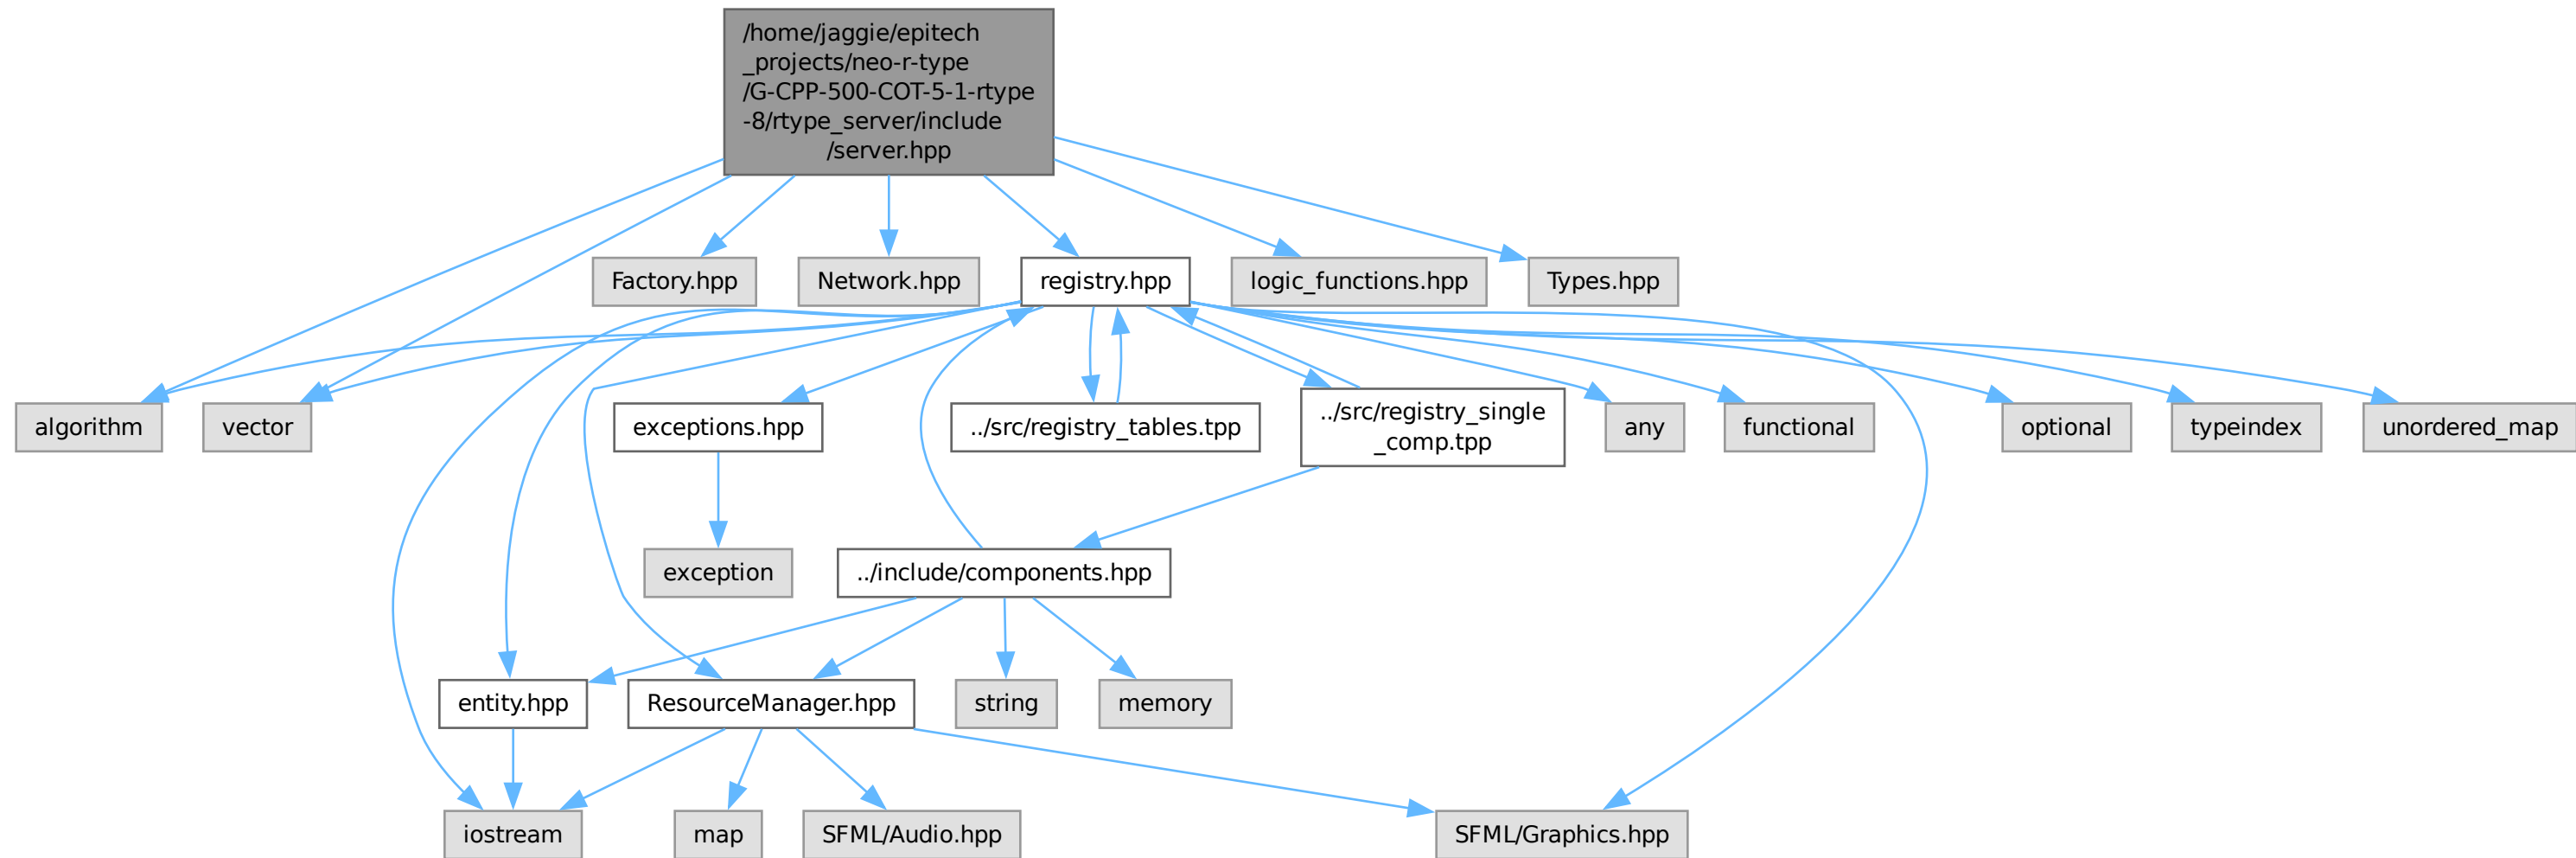 /home/jaggie/epitech
_projects/neo-r-type
/G-CPP-500-COT-5-1-rtype
-8/rtype_server/include
/server.hpp
Factory.hpp
Network.hpp
registry.hpp
logic_functions.hpp
Types.hpp
algorithm
vector
exceptions.hpp
../src/registry_tables.tpp
../src/registry_single
_comp.tpp
any
functional
optional
typeindex
unordered_map
exception
../include/components.hpp
entity.hpp
ResourceManager.hpp
string
memory
iostream
map
SFML/Audio.hpp
SFML/Graphics.hpp